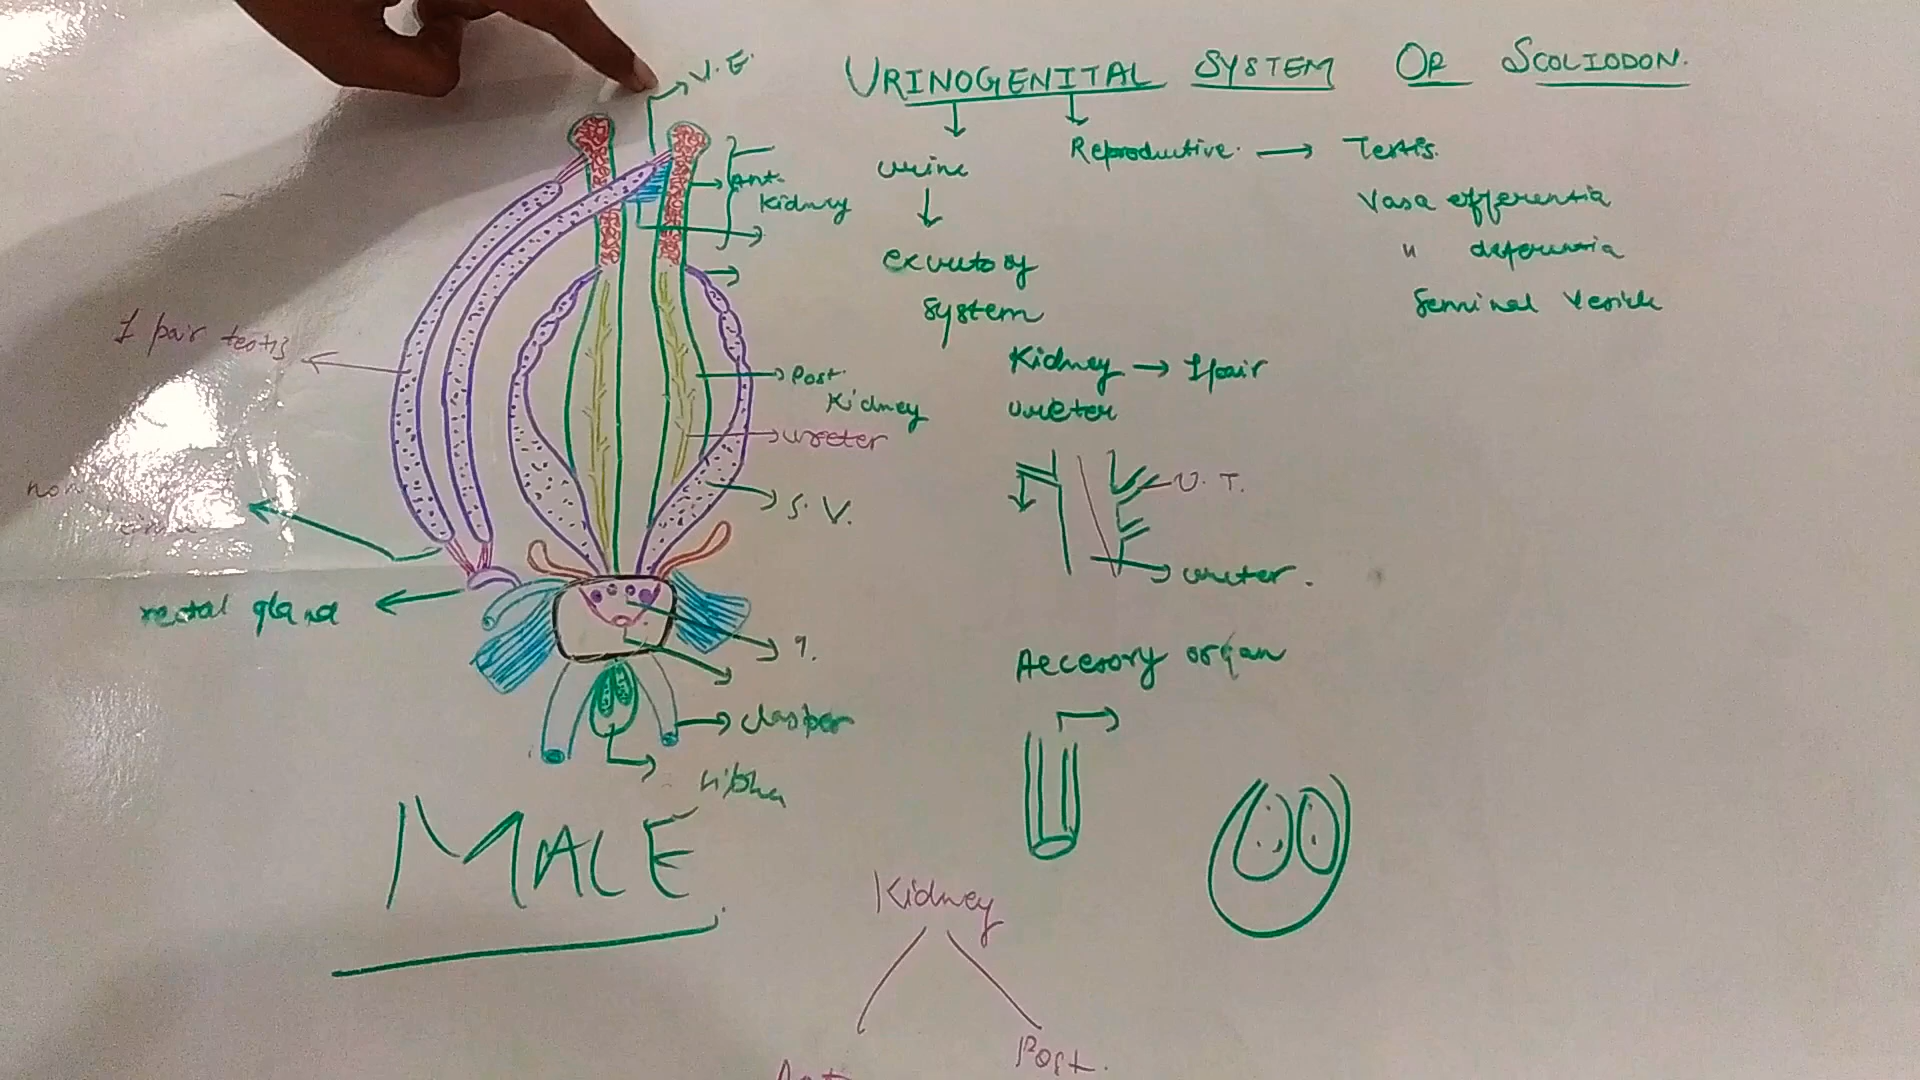 URINOGENITAL SYSTEM OF SCOLIODON.
V.E.
urine
Reproductive. → Testis.
Vasa efferentia
" deferentia
Seminal Vesicle
excretory
system
Ant.
Kidney
1 pair testis
Kidney → 1 pair
ureter
Post.
Kidney
ureter
S.V.
U.T.
ureter.
rectal gland
?.
Accesory organ
clasper
MALE
Kidney
Post.